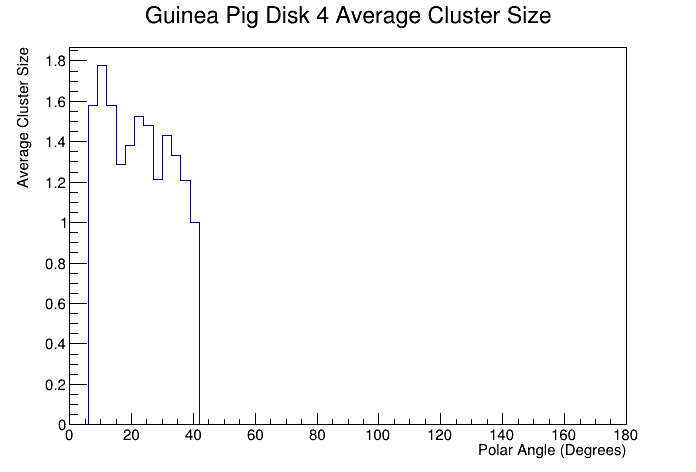 Guinea Pig Disk 4 Average Cluster Size
Average Cluster Size
1.8
1.6
1.4
1.2
1
0.8
0.6
0.4
0.2
0
0 20 40 60 80 100 120 140 160 180
Polar Angle (Degrees)